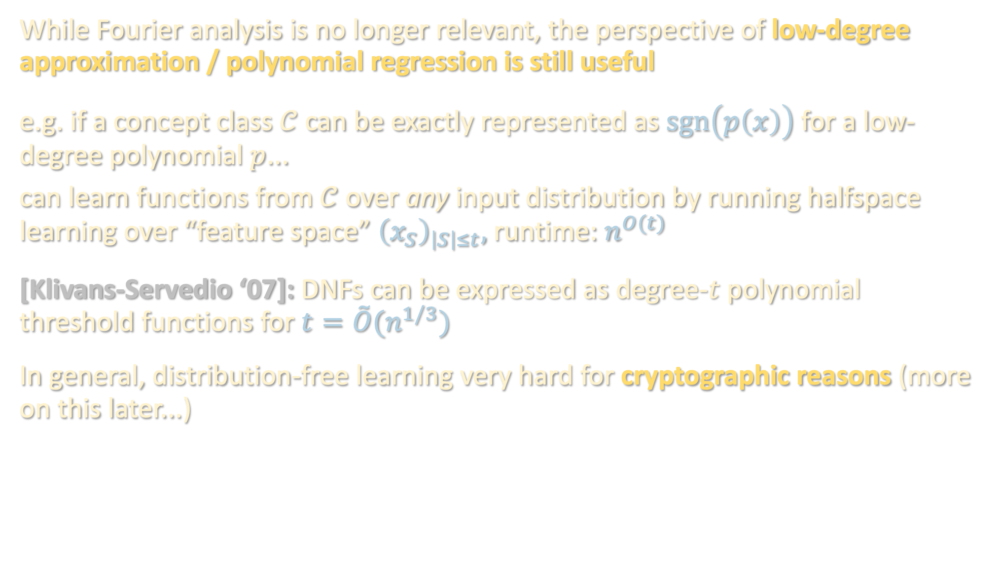 While Fourier analysis is no longer relevant, the perspective of low-degree
approximation / polynomial regression is still useful
e.g. if a concept class 𝒞 can be exactly represented as sgn(p(x)) for a low-
degree polynomial p...
can learn functions from 𝒞 over any input distribution by running halfspace
learning over “feature space” (x_S)_{|S|≤t}, runtime: n^{O(t)}
[Klivans-Servedio ‘07]: DNFs can be expressed as degree-t polynomial
threshold functions for t = Õ(n^{1/3})
In general, distribution-free learning very hard for cryptographic reasons (more
on this later...)